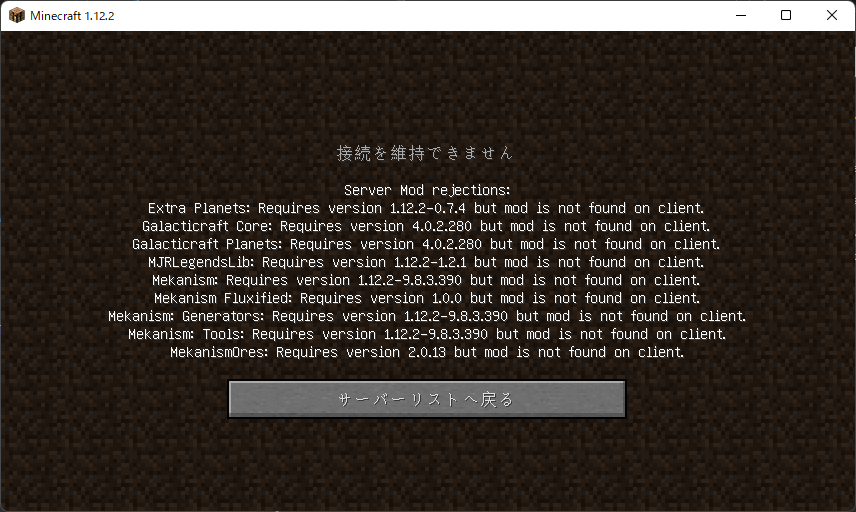 Minecraft 1.12.2
接続を維持できません
Server Mod rejections:
Extra Planets: Requires version 1.12.2-0.7.4 but mod is not found on client.
Galacticraft Core: Requires version 4.0.2.280 but mod is not found on client.
Galacticraft Planets: Requires version 4.0.2.280 but mod is not found on client.
MJRLegendsLib: Requires version 1.12.2-1.2.1 but mod is not found on client.
Mekanism: Requires version 1.12.2-9.8.3.390 but mod is not found on client.
Mekanism Fluxified: Requires version 1.0.0 but mod is not found on client.
Mekanism: Generators: Requires version 1.12.2-9.8.3.390 but mod is not found on client.
Mekanism: Tools: Requires version 1.12.2-9.8.3.390 but mod is not found on client.
MekanismOres: Requires version 2.0.13 but mod is not found on client.
サーバーリストへ戻る